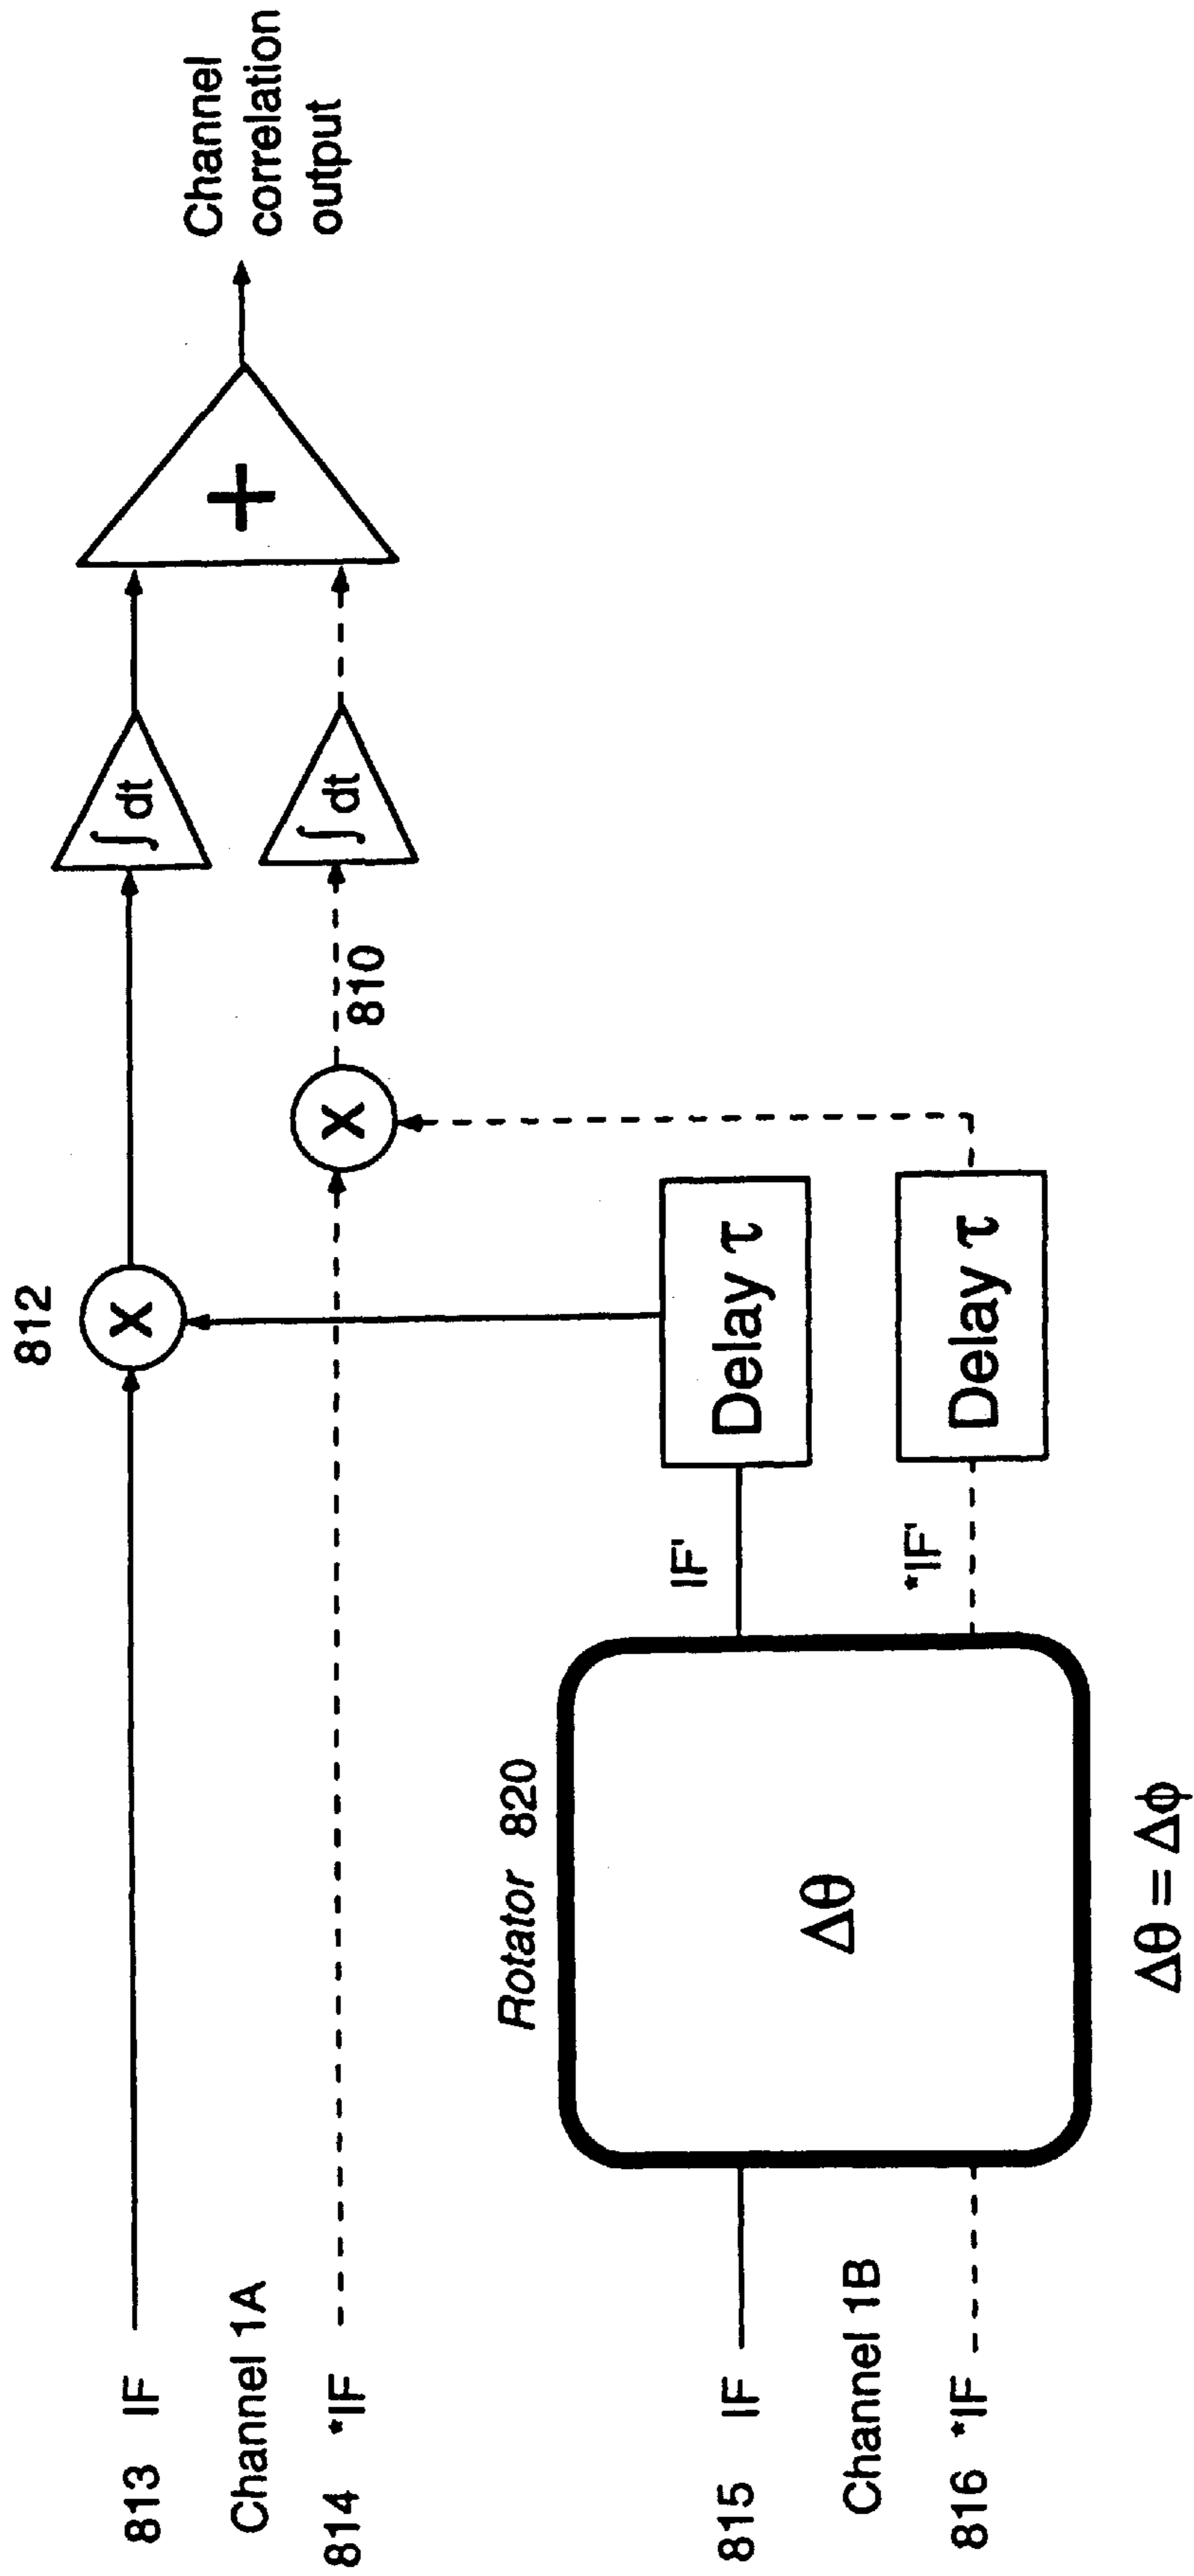 812
813 IF
X
∫ dt
Channel
correlation
output
Channel 1A
+
814 *IF
X
810
∫ dt
Rotator 820
815 IF
IF'
Delay τ
Channel 1B
Δθ
816 *IF
*IF'
Delay τ
Δθ = Δϕ